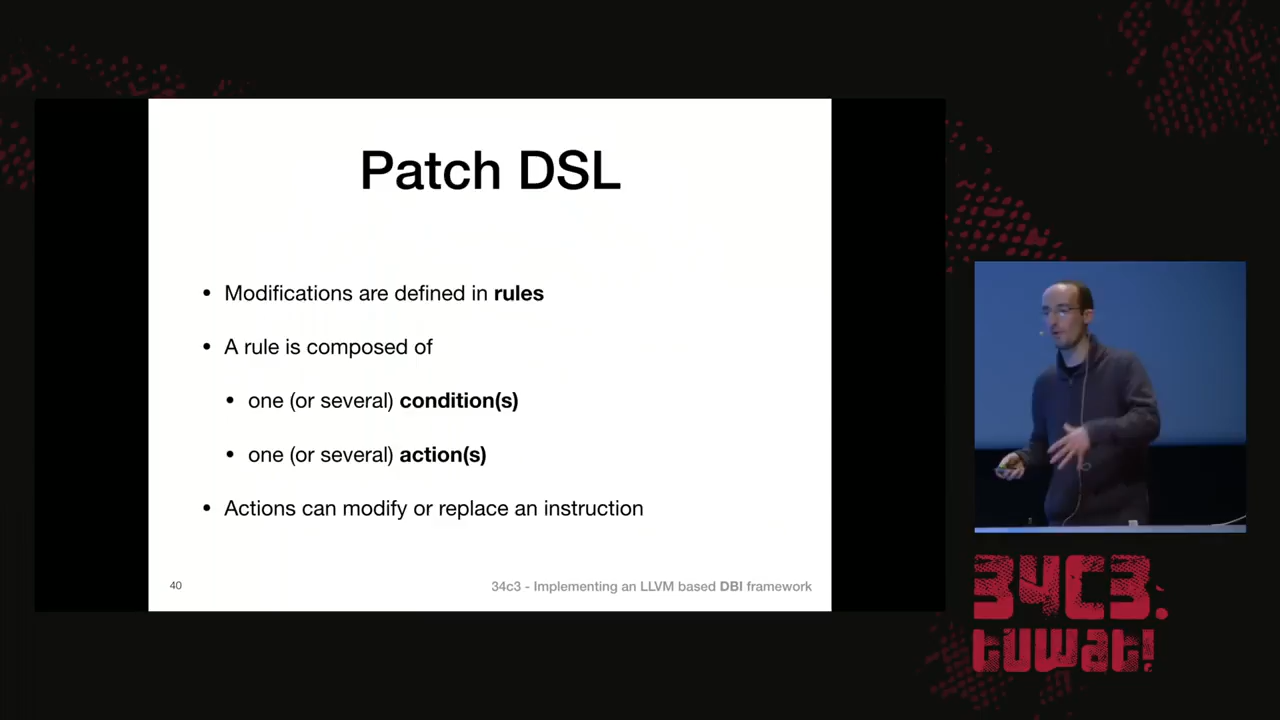 Patch DSL
• Modifications are defined in rules
• A rule is composed of
• one (or several) condition(s)
• one (or several) action(s)
• Actions can modify or replace an instruction
40
34c3 - Implementing an LLVM based DBI framework
34C3.
tuwat!